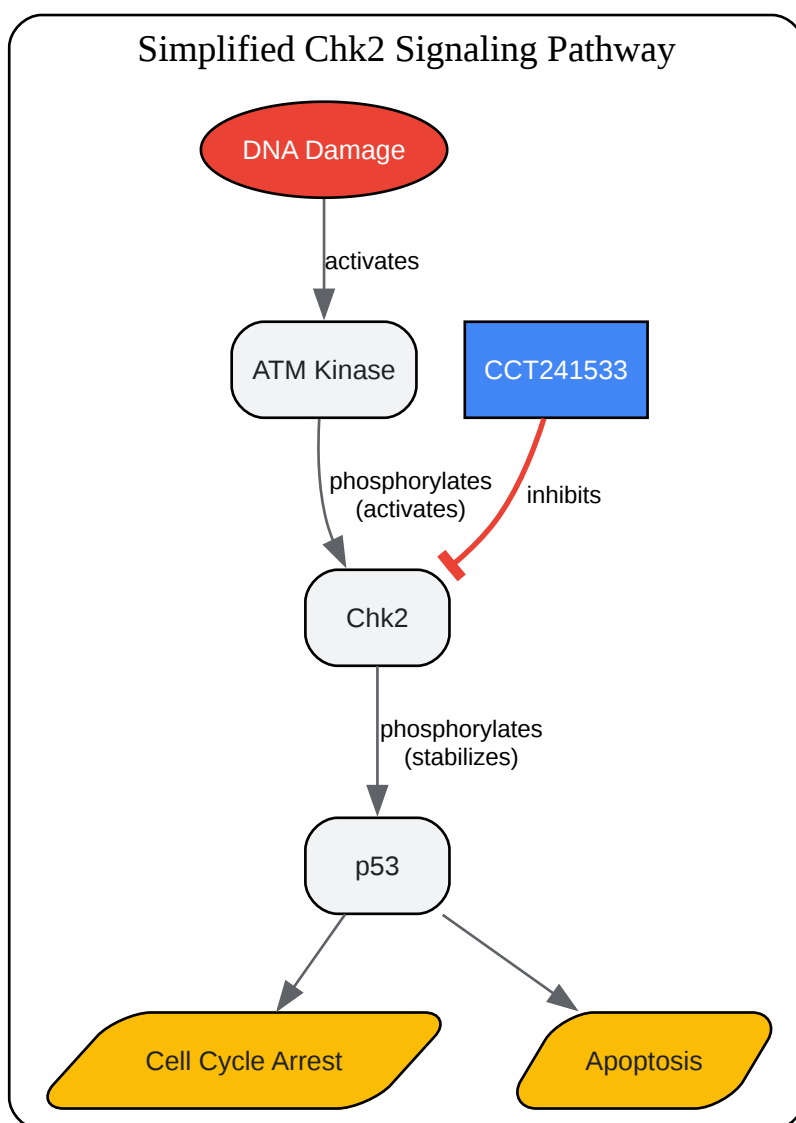 Simplified Chk2 Signaling Pathway
DNA Damage
activates
ATM Kinase
CCT241533
phosphorylates
(activates)
inhibits
Chk2
phosphorylates
(stabilizes)
p53
Cell Cycle Arrest
Apoptosis